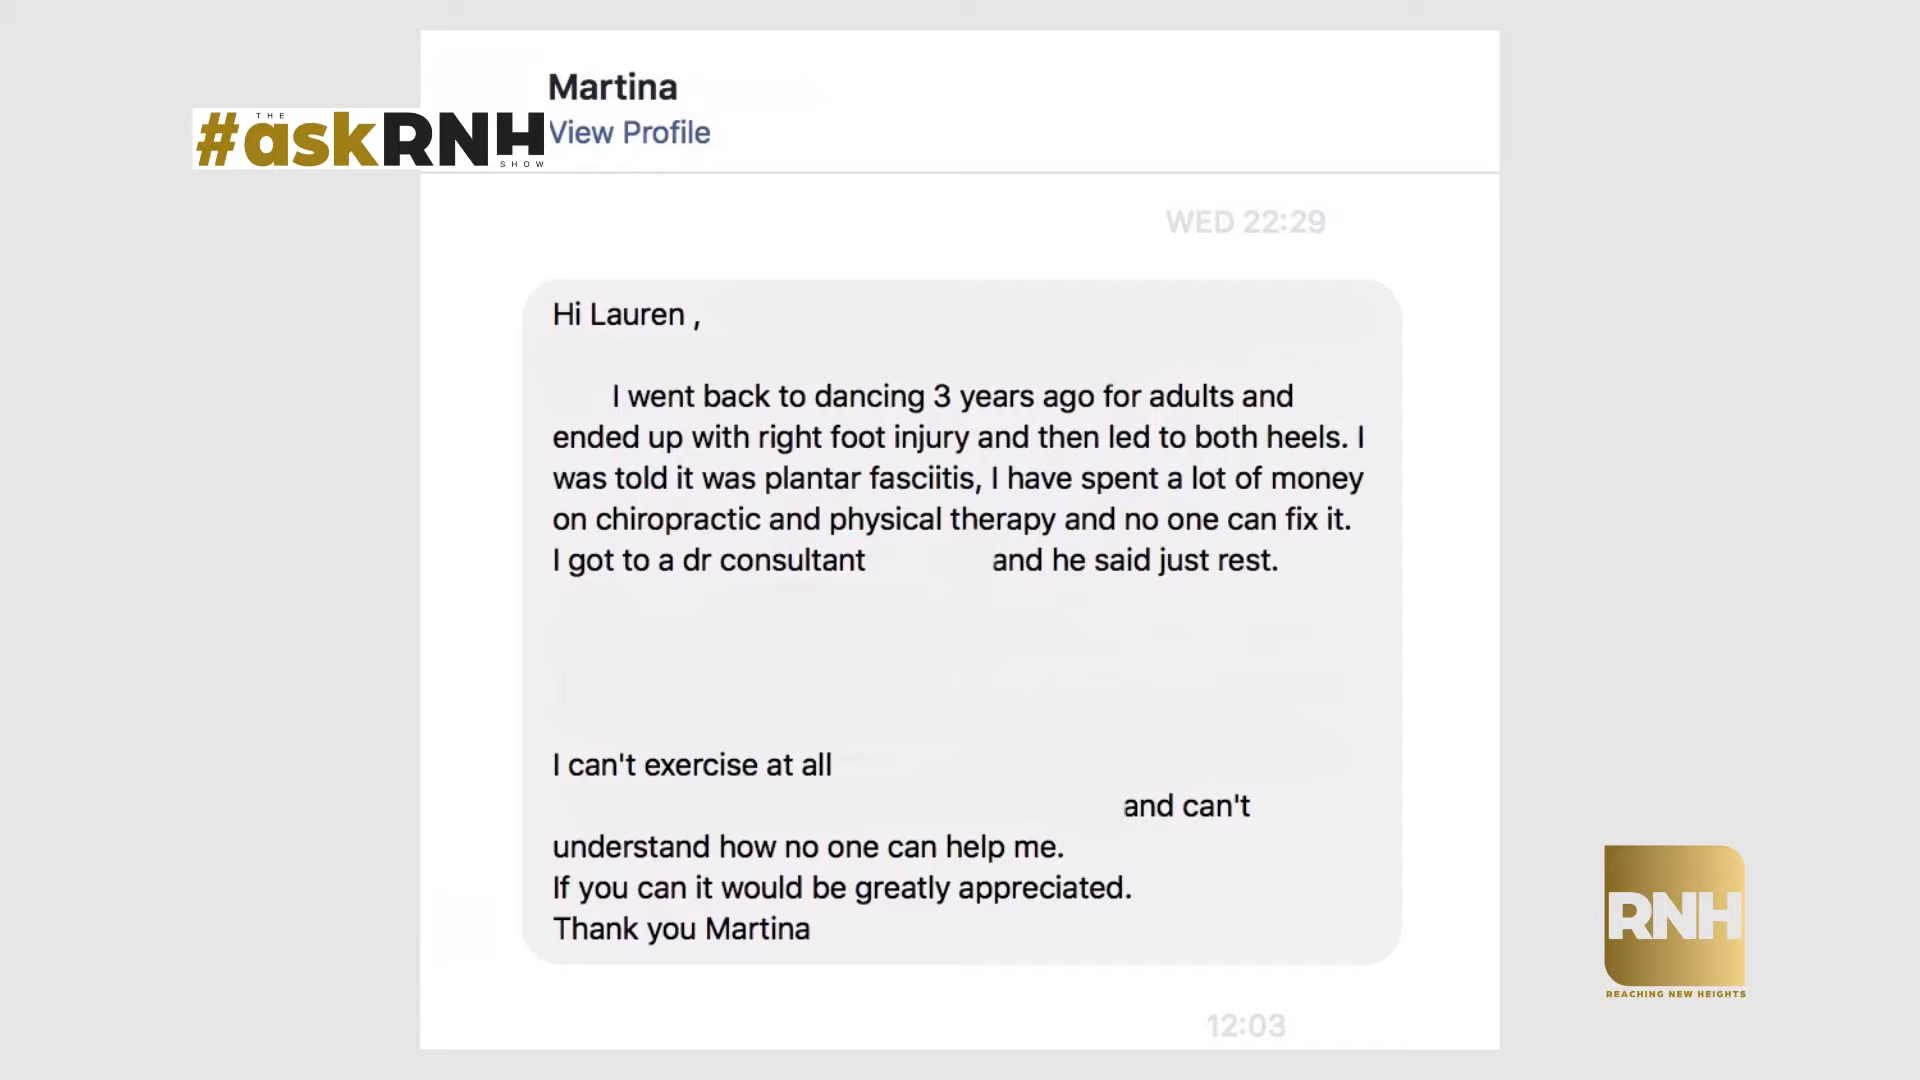 Martina
View Profile
THE
#askRNH
SHOW
WED 22:29
Hi Lauren ,
I went back to dancing 3 years ago for adults and
ended up with right foot injury and then led to both heels. I
was told it was plantar fasciitis, I have spent a lot of money
on chiropractic and physical therapy and no one can fix it.
I got to a dr consultant and he said just rest.
I can't exercise at all
and can't
understand how no one can help me.
If you can it would be greatly appreciated.
Thank you Martina
RNH
REACHING NEW HEIGHTS
12:03